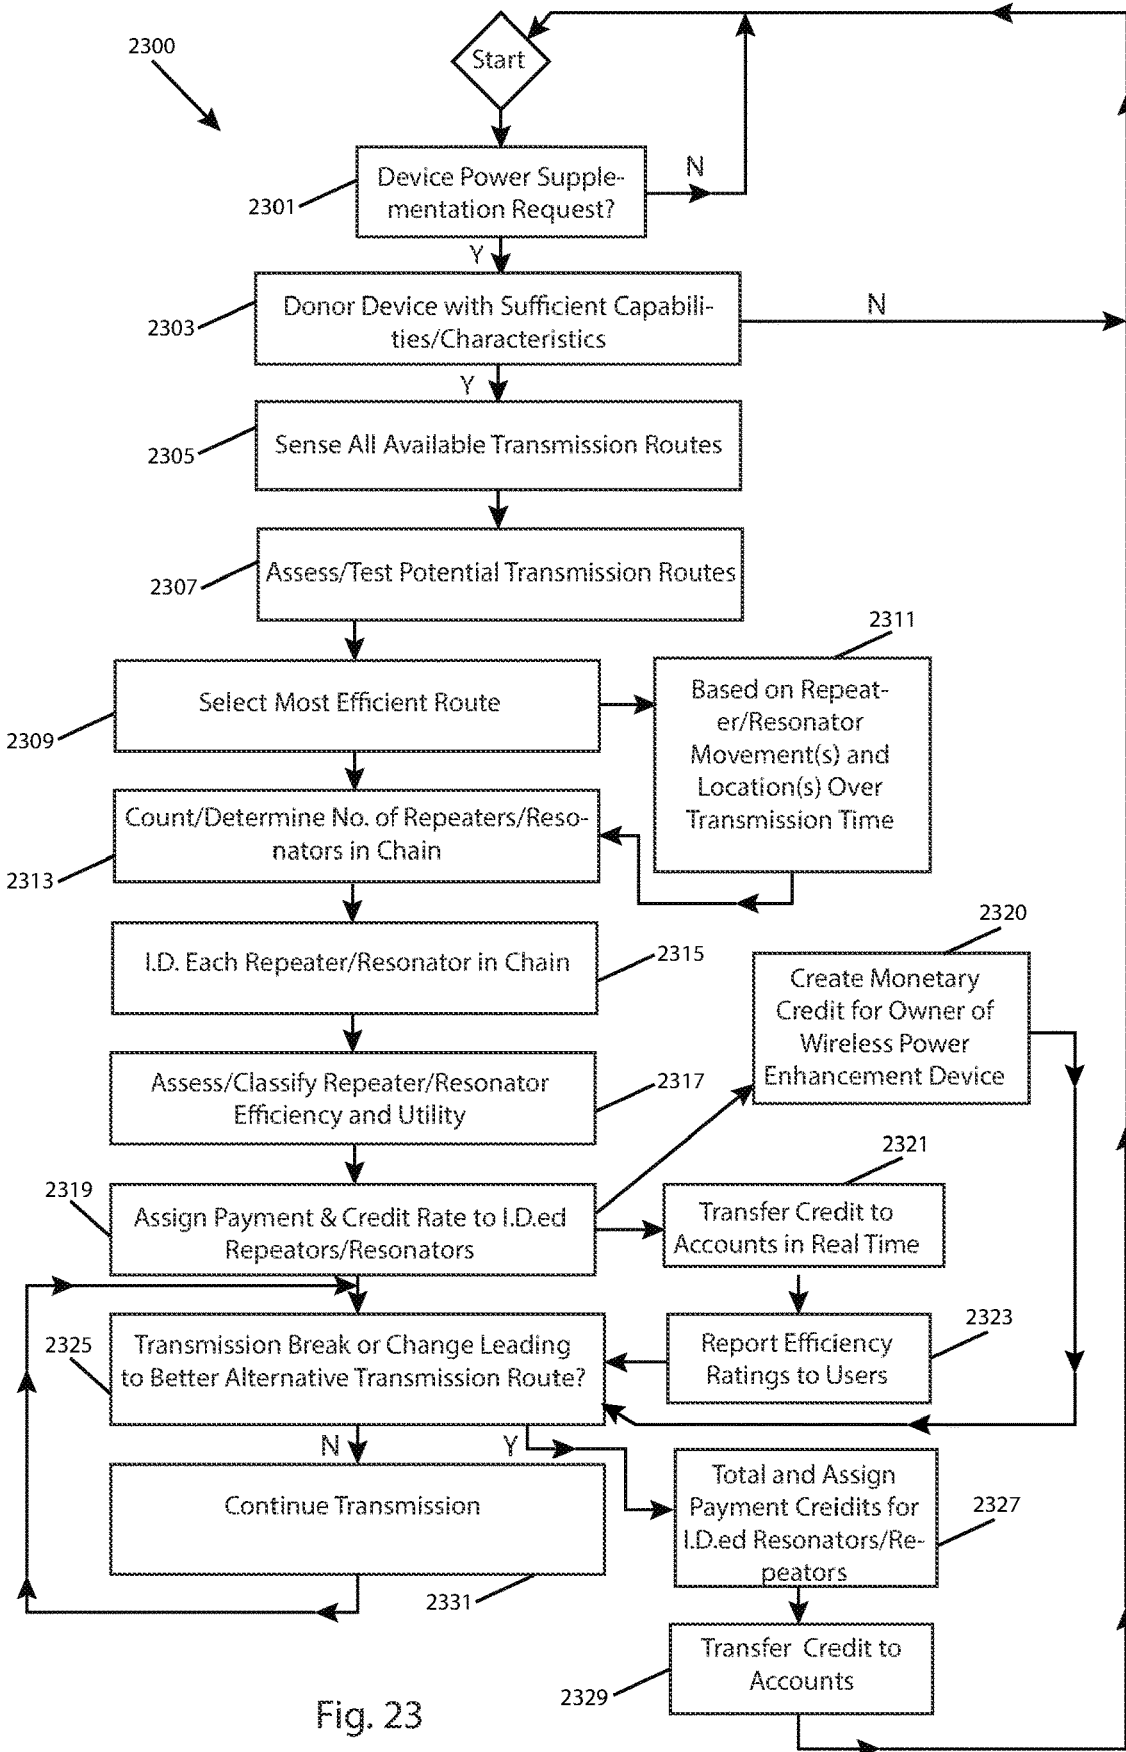 2300
Start
2301
Device Power Supple-
mentation Request?
N
Y
2303
Donor Device with Sufficient Capabili-
ties/Characteristics
N
Y
2305
Sense All Available Transmission Routes
2307
Assess/Test Potential Transmission Routes
2309
Select Most Efficient Route
2311
Based on Repeat-
er/Resonator
Movement(s) and
Location(s) Over
Transmission Time
2313
Count/Determine No. of Repeaters/Reso-
nators in Chain
I.D. Each Repeater/Resonator in Chain
2315
2320
Create Monetary
Credit for Owner of
Wireless Power
Enhancement Device
Assess/Classify Repeater/Resonator
Efficiency and Utility
2317
2319
Assign Payment & Credit Rate to I.D.ed
Repeators/Resonators
2321
Transfer Credit to
Accounts in Real Time
2325
Transmission Break or Change Leading
to Better Alternative Transmission Route?
Report Efficiency
Ratings to Users
2323
N
Y
Continue Transmission
2331
Total and Assign
Payment Creidits for
I.D.ed Resonators/Re-
peators
2327
Transfer Credit to
Accounts
2329
Fig. 23